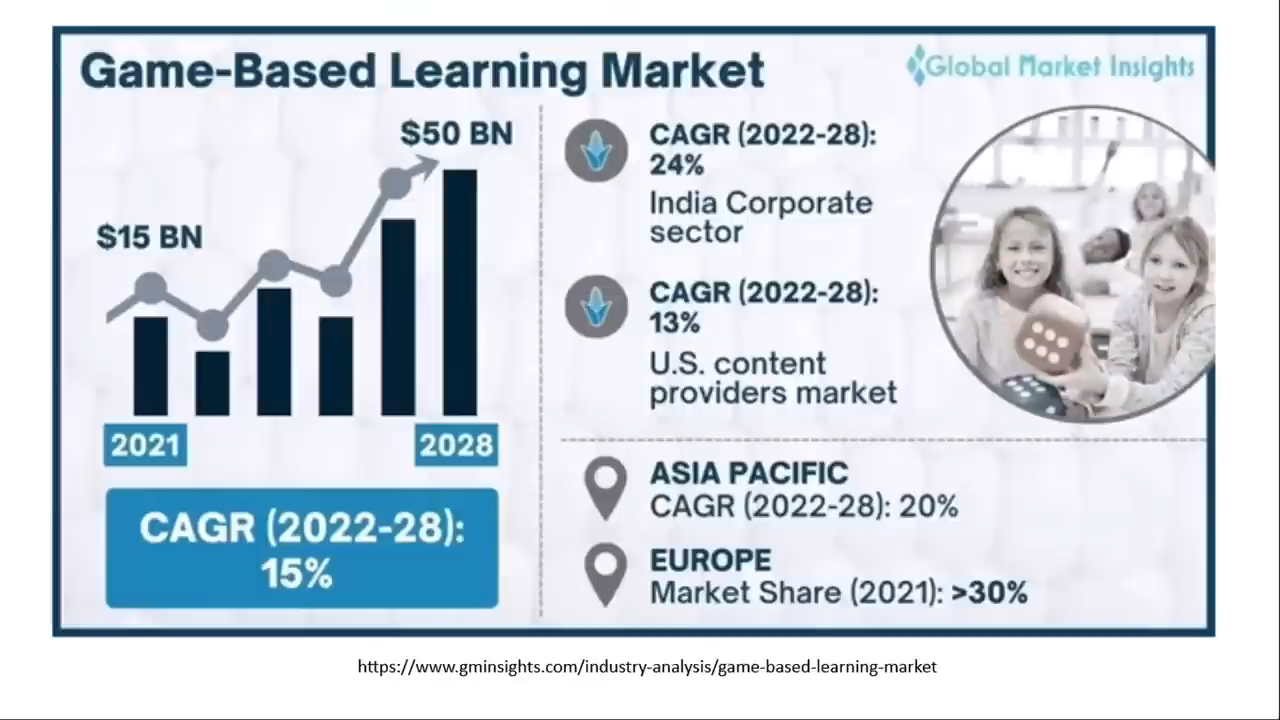 Game-Based Learning Market
Global Market Insights
$50 BN
$15 BN
2021
2028
CAGR (2022-28):
15%
CAGR (2022-28):
24%
India Corporate
sector
CAGR (2022-28):
13%
U.S. content
providers market
ASIA PACIFIC
CAGR (2022-28): 20%
EUROPE
Market Share (2021): >30%
https://www.gminsights.com/industry-analysis/game-based-learning-market